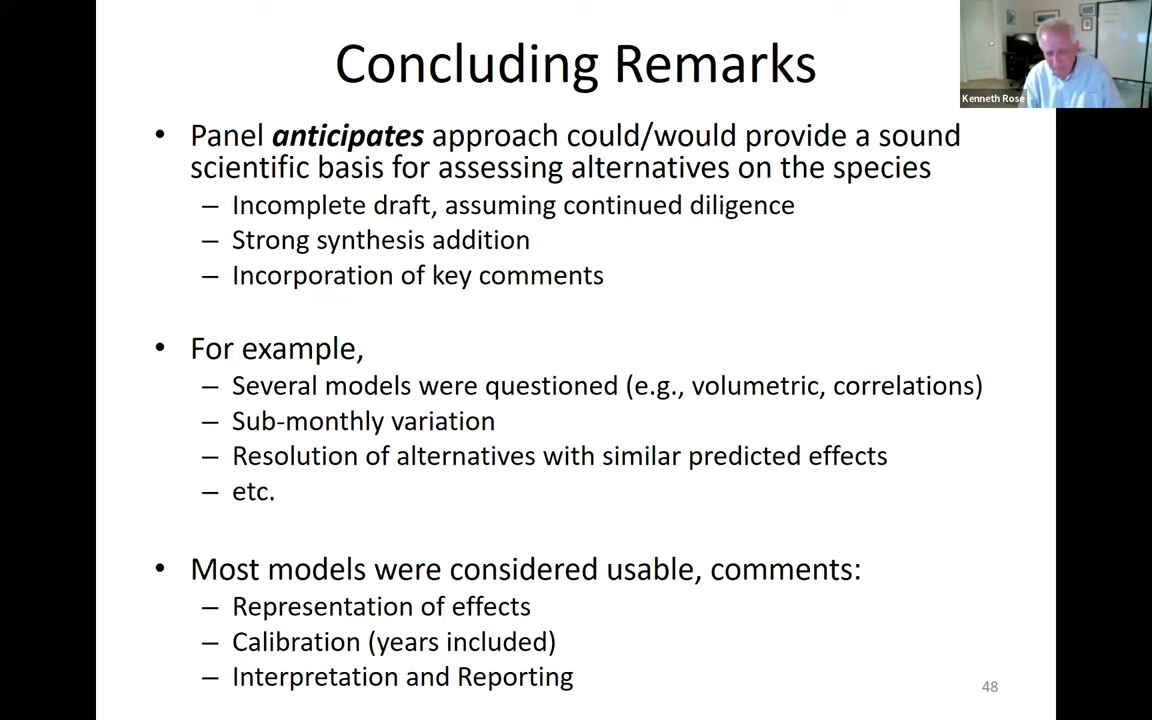 Concluding Remarks
Kenneth Rose
• Panel anticipates approach could/would provide a sound
scientific basis for assessing alternatives on the species
– Incomplete draft, assuming continued diligence
– Strong synthesis addition
– Incorporation of key comments
• For example,
– Several models were questioned (e.g., volumetric, correlations)
– Sub-monthly variation
– Resolution of alternatives with similar predicted effects
– etc.
• Most models were considered usable, comments:
– Representation of effects
– Calibration (years included)
– Interpretation and Reporting
48